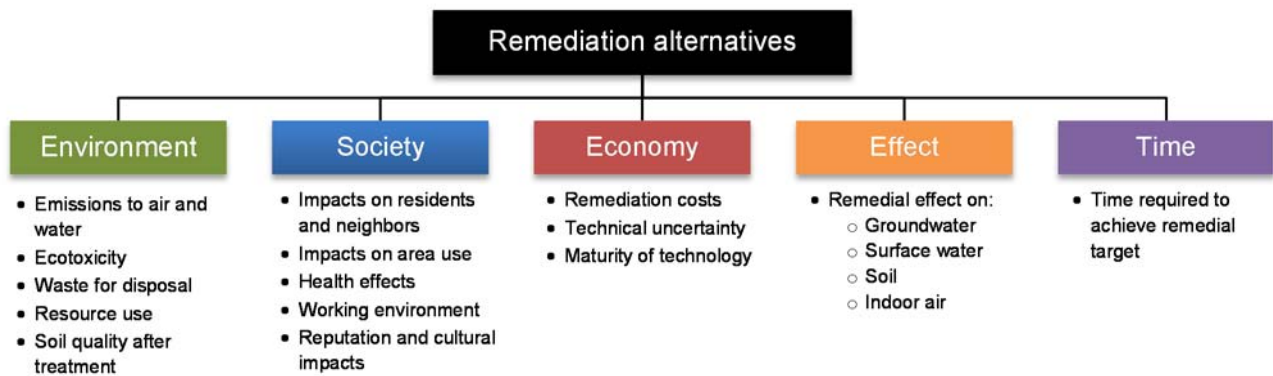 Remediation alternatives
Environment
• Emissions to air and
water
• Ecotoxicity
• Waste for disposal
• Resource use
• Soil quality after
treatment
Society
• Impacts on residents
and neighbors
• Impacts on area use
• Health effects
• Working environment
• Reputation and cultural
impacts
Economy
• Remediation costs
• Technical uncertainty
• Maturity of technology
Effect
• Remedial effect on:
○ Groundwater
○ Surface water
○ Soil
○ Indoor air
Time
• Time required to
achieve remedial
target